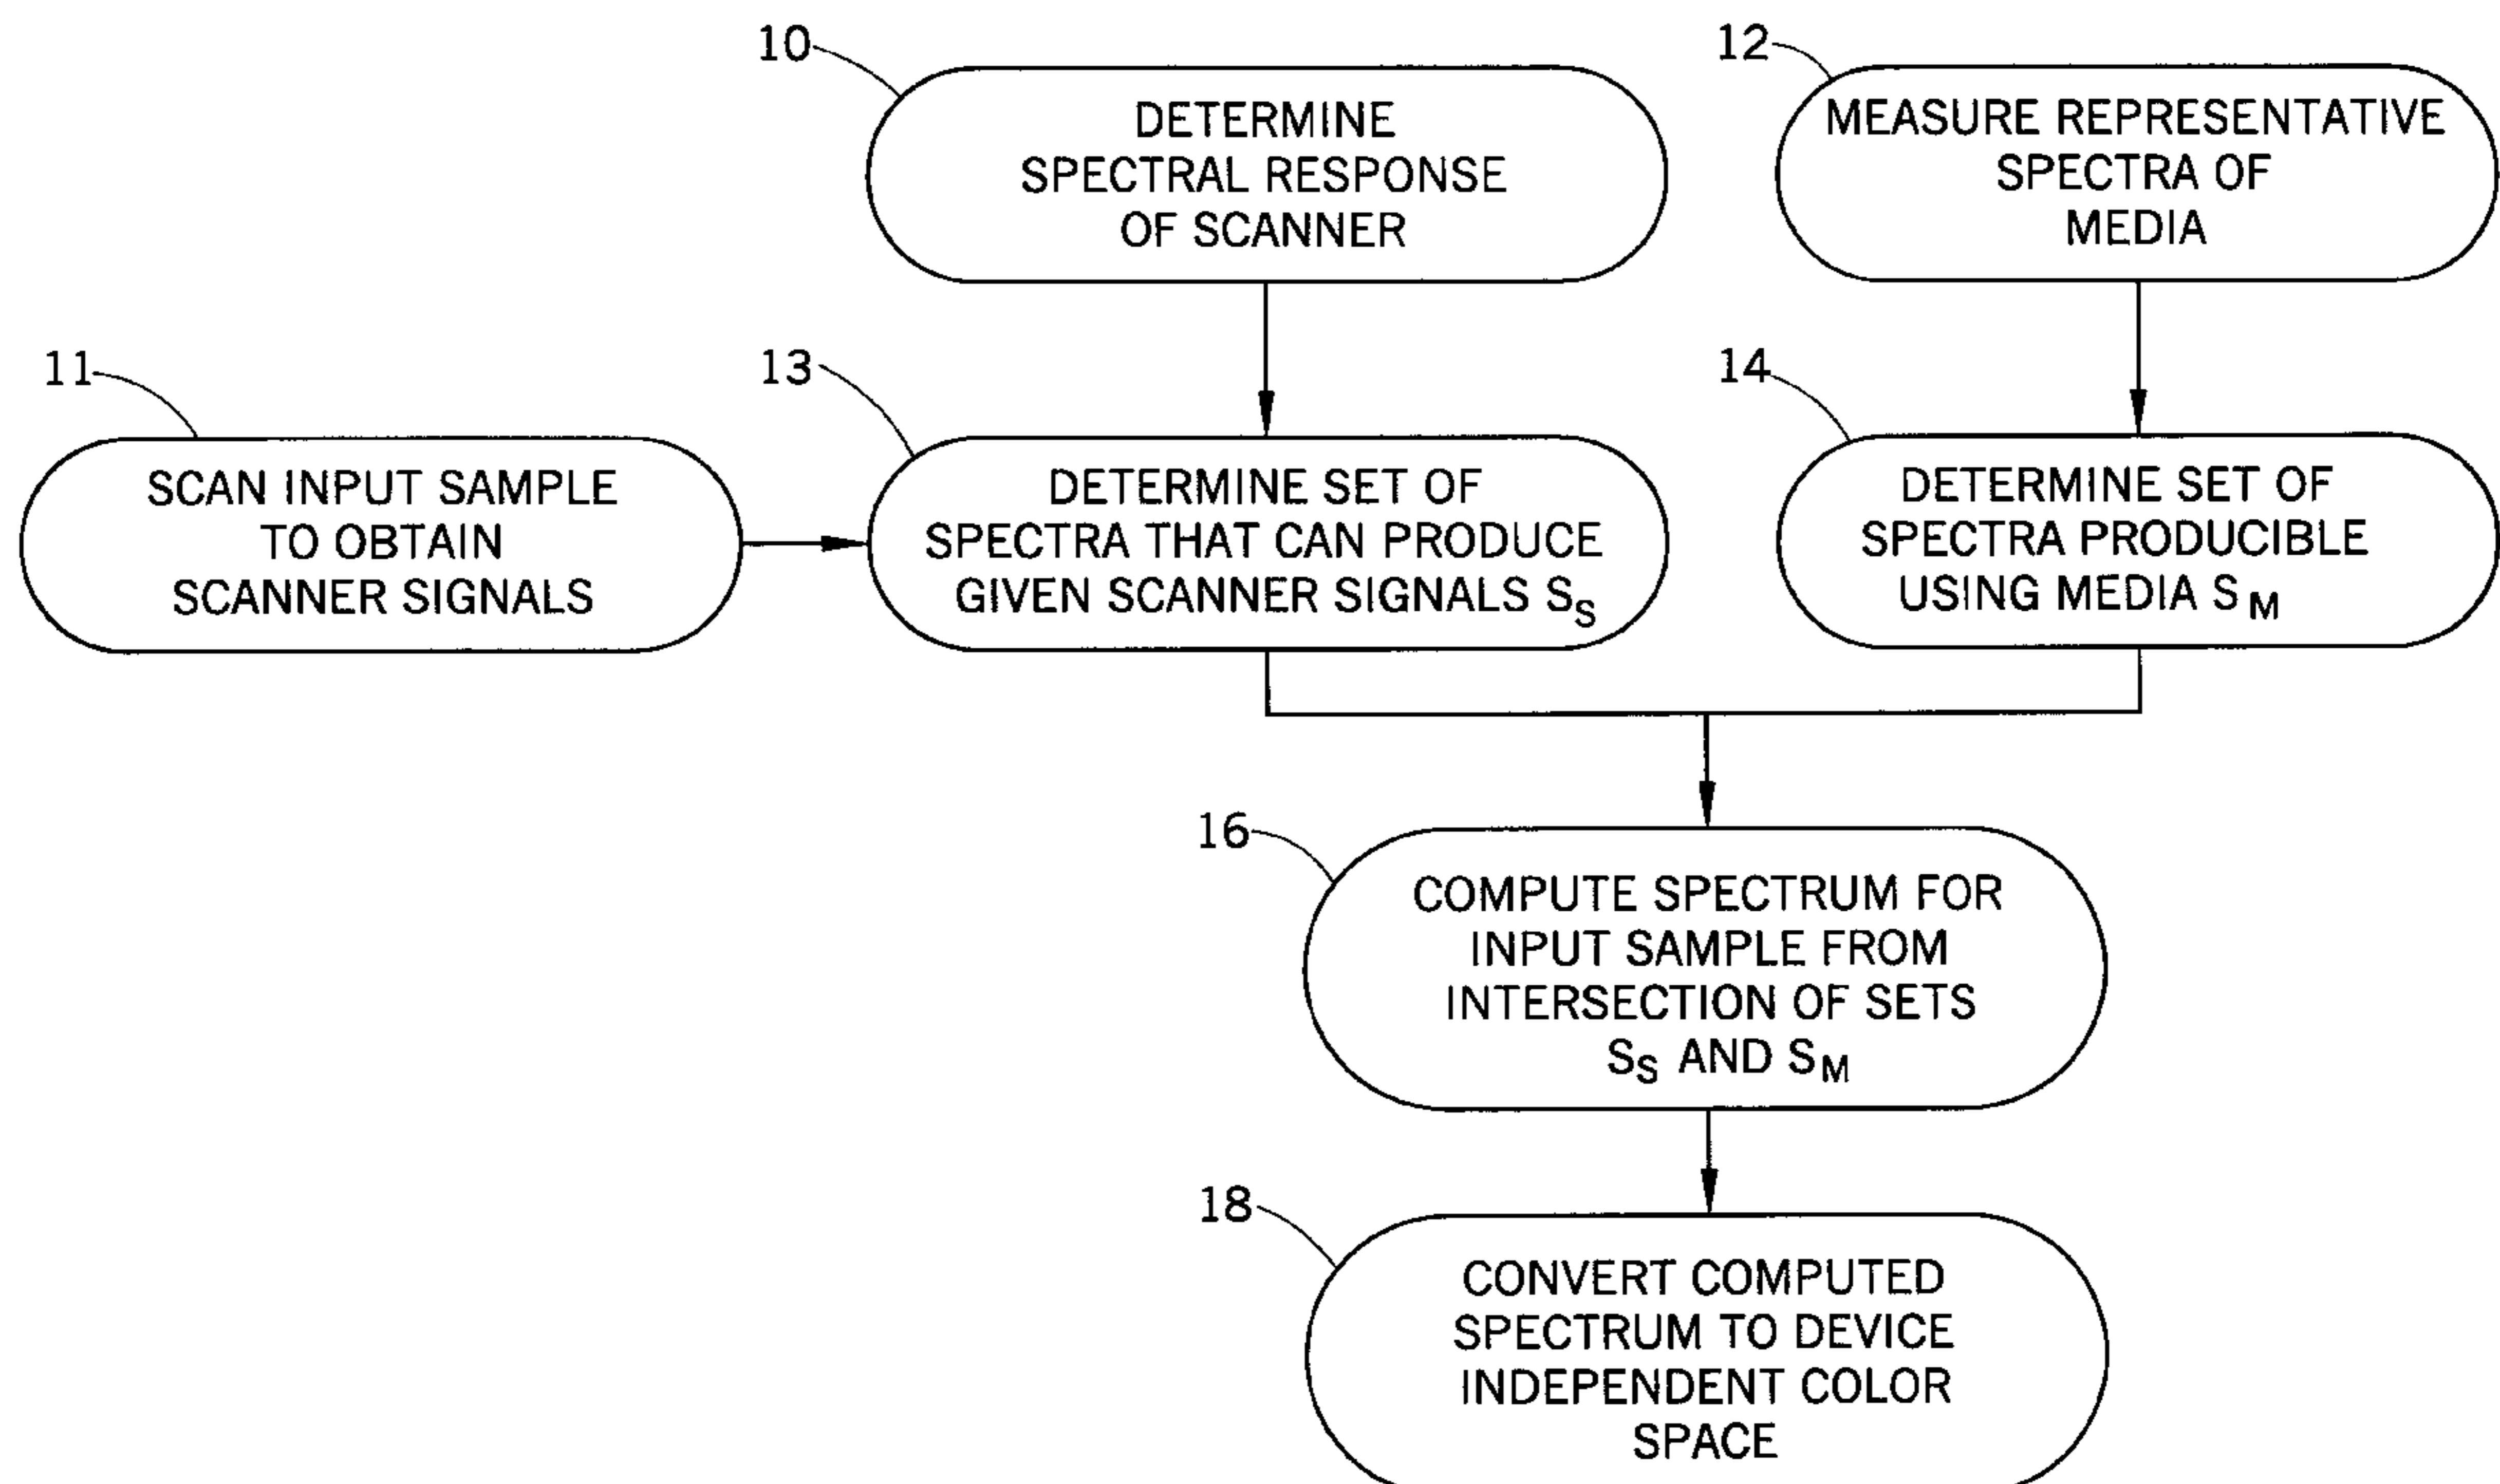 10
DETERMINE
SPECTRAL RESPONSE
OF SCANNER
12
MEASURE REPRESENTATIVE
SPECTRA OF
MEDIA
11
SCAN INPUT SAMPLE
TO OBTAIN
SCANNER SIGNALS
13
DETERMINE SET OF
SPECTRA THAT CAN PRODUCE
GIVEN SCANNER SIGNALS SS
14
DETERMINE SET OF
SPECTRA PRODUCIBLE
USING MEDIA SM
16
COMPUTE SPECTRUM FOR
INPUT SAMPLE FROM
INTERSECTION OF SETS
SS AND SM
18
CONVERT COMPUTED
SPECTRUM TO DEVICE
INDEPENDENT COLOR
SPACE